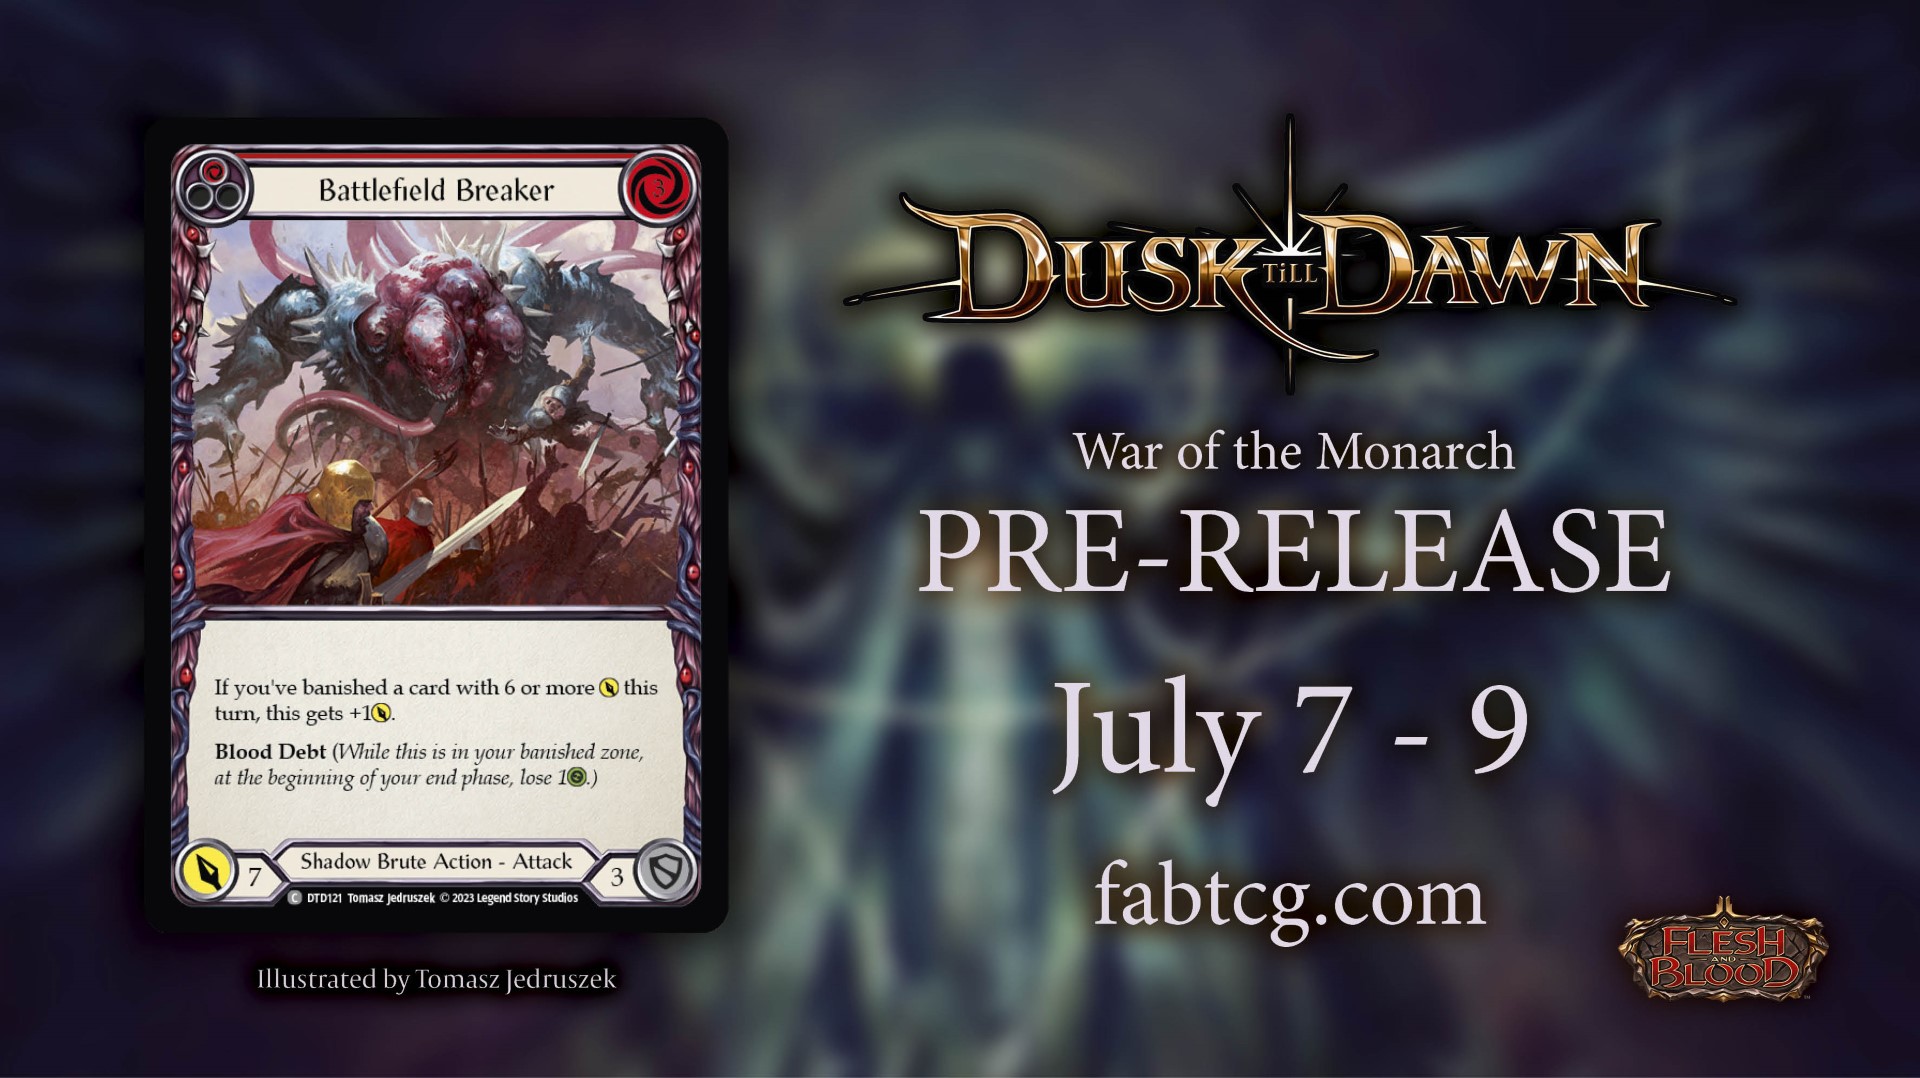 3
Battlefield Breaker
If you've banished a card with 6 or more this
turn, this gets +1.
Blood Debt (While this is in your banished zone,
at the beginning of your end phase, lose 1.)
7
Shadow Brute Action - Attack
3
C DTD121 Tomasz Jedruszek © 2023 Legend Story Studios
Illustrated by Tomasz Jedruszek
DUSK TiLL DAWN
War of the Monarch
PRE-RELEASE
July 7 - 9
fabtcg.com
FLESH
AND
BLOOD